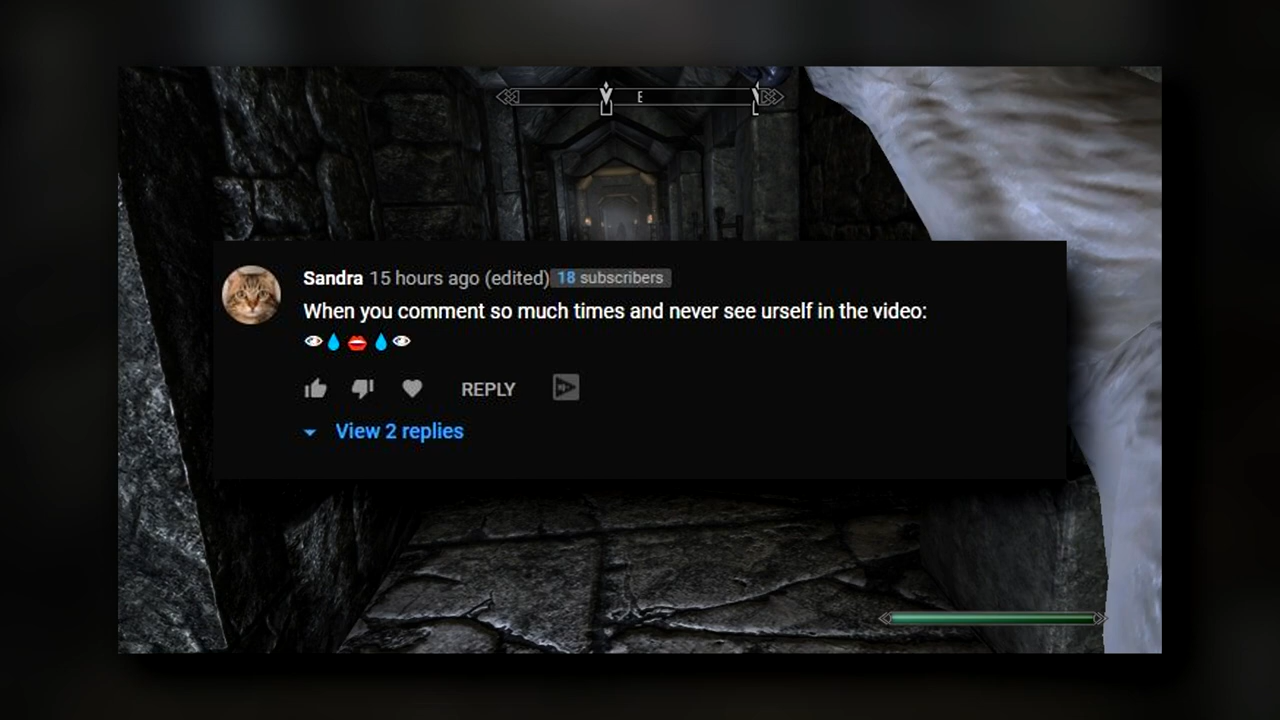 E
Sandra 15 hours ago (edited) 18 subscribers
When you comment so much times and never see urself in the video:
👁💧👄💧👁
REPLY
View 2 replies